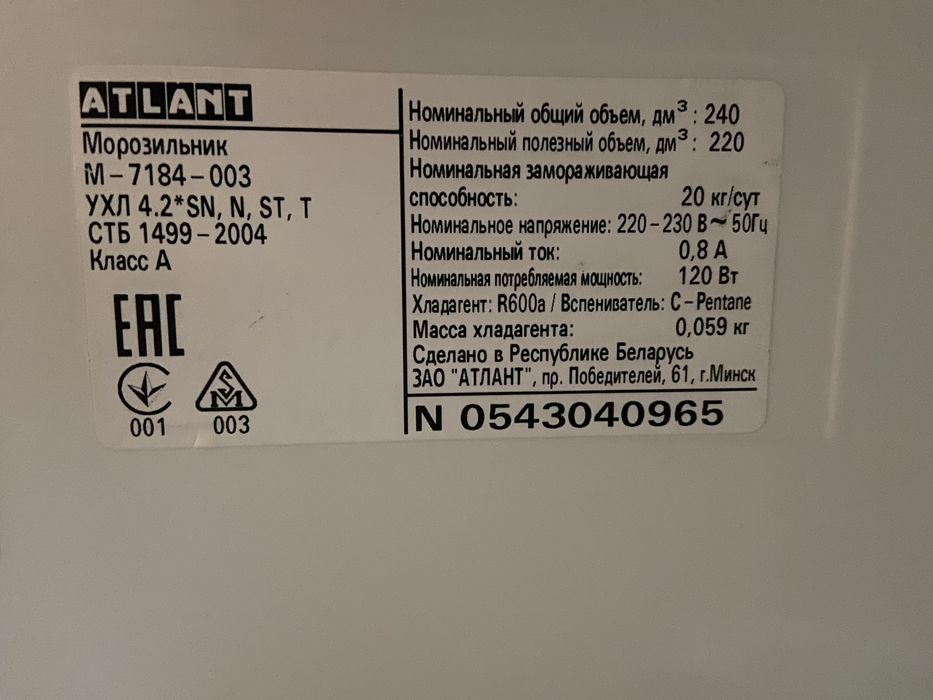 ATLANT
Морозильник
М-7184-003
УХЛ 4.2*SN, N, ST, T
СТБ 1499-2004
Класс А
ЕАС
001
003
Номинальный общий объем, дм³ : 240
Номинальный полезный объем, дм³ : 220
Номинальная замораживающая
способность: 20 кг/сут
Номинальное напряжение: 220-230 В~ 50Гц
Номинальный ток: 0,8 А
Номинальная потребляемая мощность: 120 Вт
Хладагент: R600a / Вспениватель: C-Pentane
Масса хладагента: 0,059 кг
Сделано в Республике Беларусь
ЗАО "АТЛАНТ", пр. Победителей, 61, г.Минск
N 0543040965